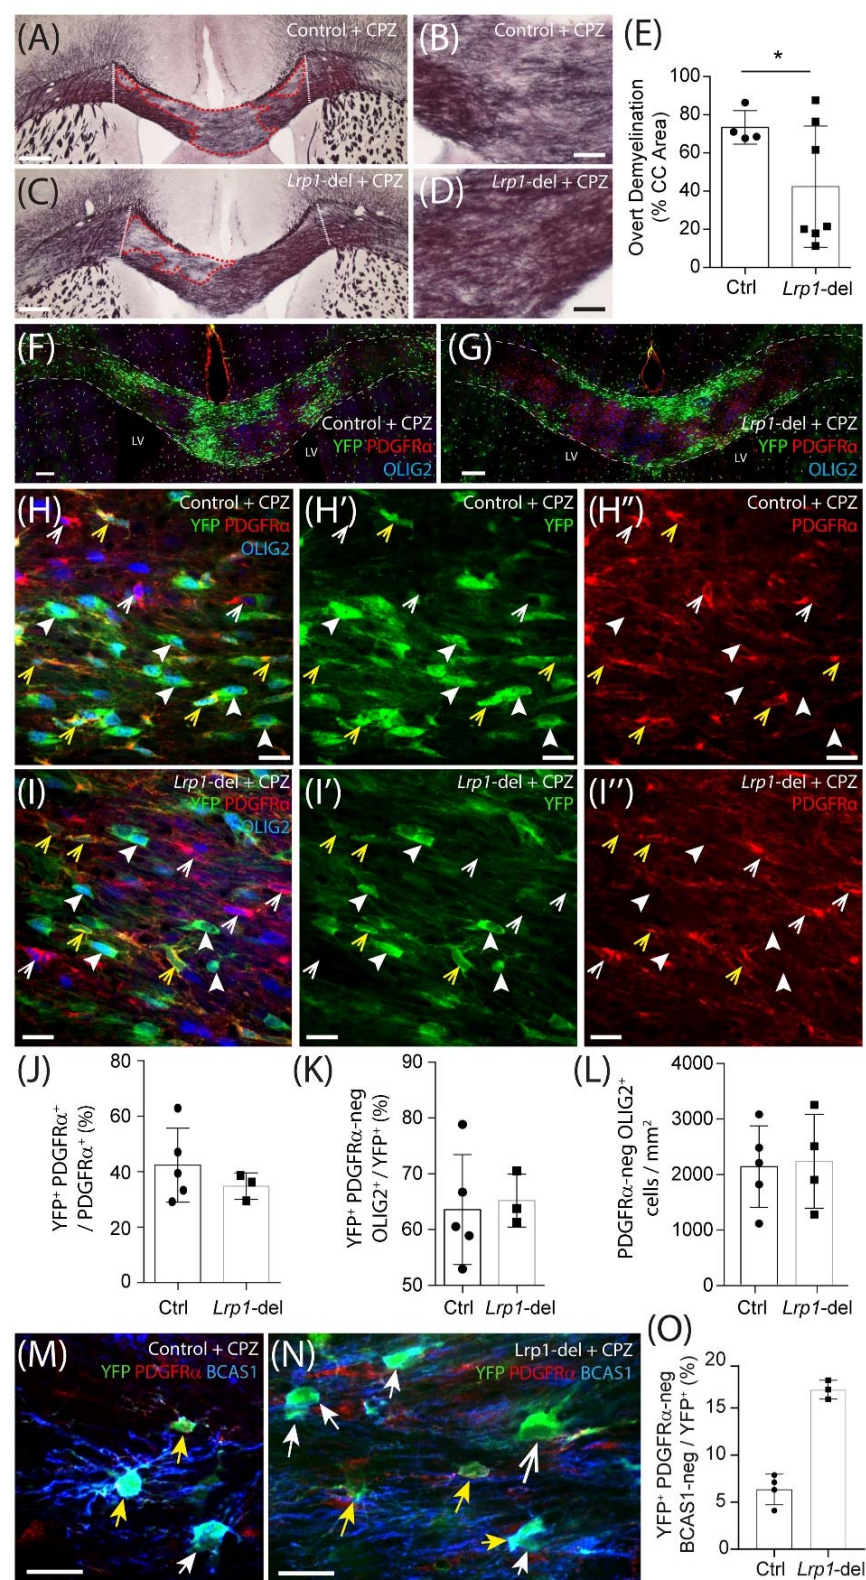 (A)
Control + CPZ
(B)
Control + CPZ
(C)
Lrp1-del + CPZ
(D)
Lrp1-del + CPZ
(E)
*
Overt Demyelination
(% CC Area)
100
80
60
40
20
0
Ctrl
Lrp1-del
(F)
Control + CPZ
YFP PDGFRα
OLIG2
LV
LV
(G)
Lrp1-del + CPZ
YFP PDGFRα
OLIG2
LV
LV
(H)
Control + CPZ
YFP PDGFRα
OLIG2
(H')
Control + CPZ
YFP
(H'')
Control + CPZ
PDGFRα
(I)
Lrp1-del + CPZ
YFP PDGFRα
OLIG2
(I')
Lrp1-del + CPZ
YFP
(I'')
Lrp1-del + CPZ
PDGFRα
(J)
YFP+ PDGFRα+
/ PDGFRα+ (%)
80
60
40
20
0
Ctrl
Lrp1-del
(K)
YFP+ PDGFRα-neg
OLIG2+ / YFP+ (%)
90
80
70
60
50
Ctrl
Lrp1-del
(L)
PDGFRα-neg OLIG2+
cells / mm2
4000
3000
2000
1000
0
Ctrl
Lrp1-del
(M)
Control + CPZ
YFP PDGFRα BCAS1
(N)
Lrp1-del + CPZ
YFP PDGFRα BCAS1
(O)
YFP+ PDGFRα-neg
BCAS1-neg / YFP+ (%)
20
15
10
5
0
Ctrl
Lrp1-del